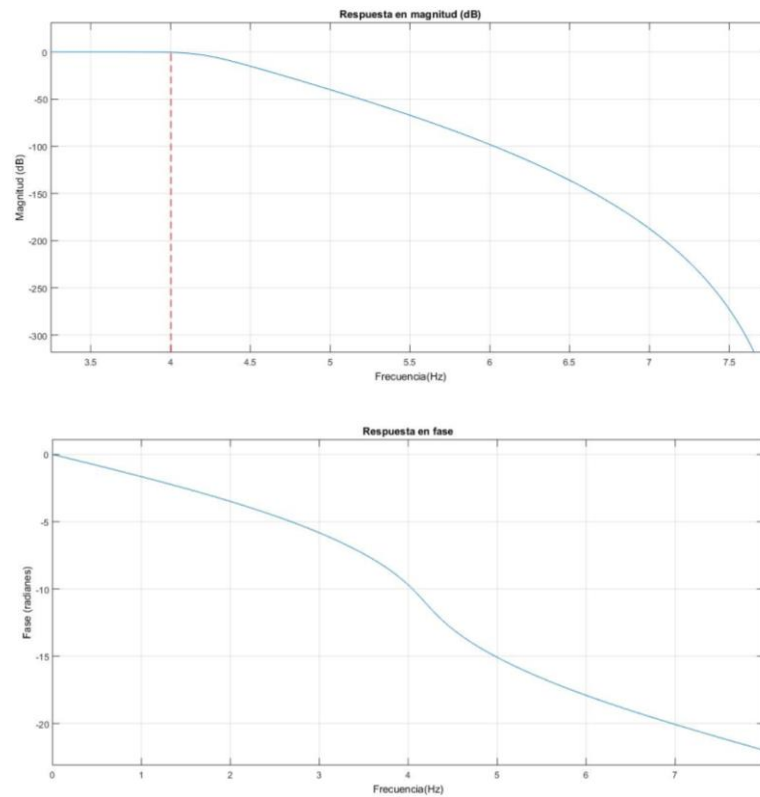 Respuesta en magnitud (dB)
0
-50
-100
-150
-200
-250
-300
Magnitud (dB)
3.5 4 4.5 5 5.5 6 6.5 7 7.5
Frecuencia(Hz)
Respuesta en fase
0
-5
-10
-15
-20
Fase (radianes)
0 1 2 3 4 5 6 7
Frecuencia(Hz)